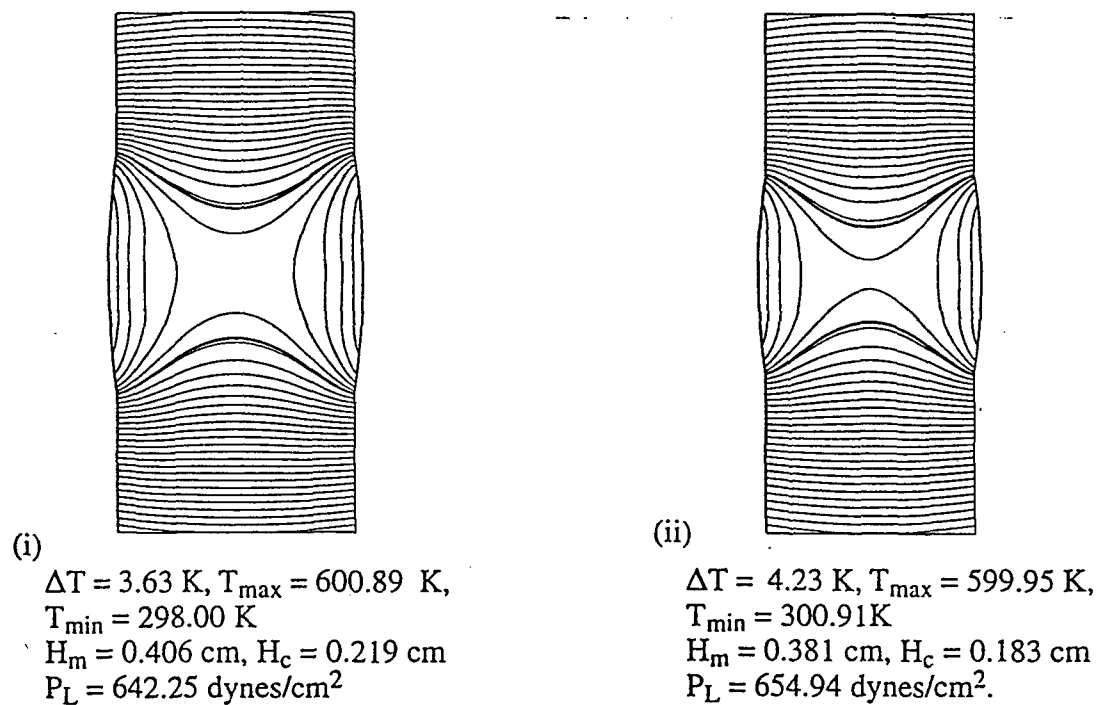 (i)
ΔT = 3.63 K, Tmax = 600.89 K,
Tmin = 298.00 K
Hm = 0.406 cm, Hc = 0.219 cm
PL = 642.25 dynes/cm²
(ii)
ΔT = 4.23 K, Tmax = 599.95 K,
Tmin = 300.91K
Hm = 0.381 cm, Hc = 0.183 cm
PL = 654.94 dynes/cm².